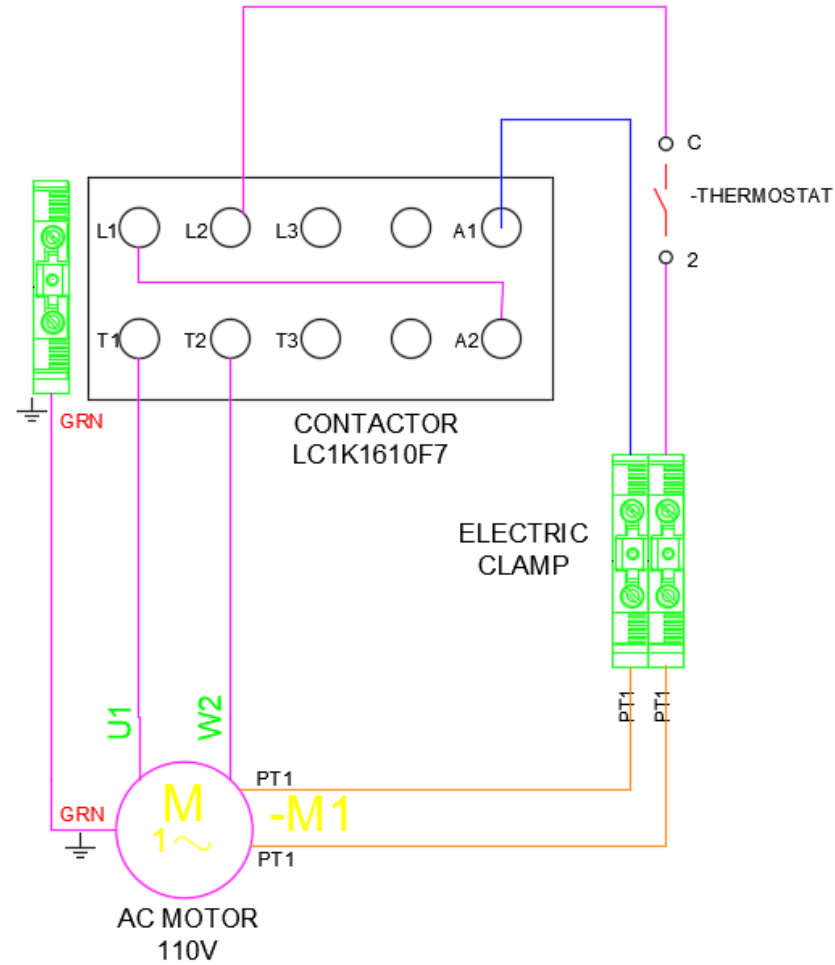 C
-THERMOSTAT
2
L1
L2
L3
A1
T1
T2
T3
A2
GRN
CONTACTOR
LC1K1610F7
ELECTRIC
CLAMP
U1
W2
PT1
PT1
PT1
GRN
M
1~
-M1
PT1
AC MOTOR
110V